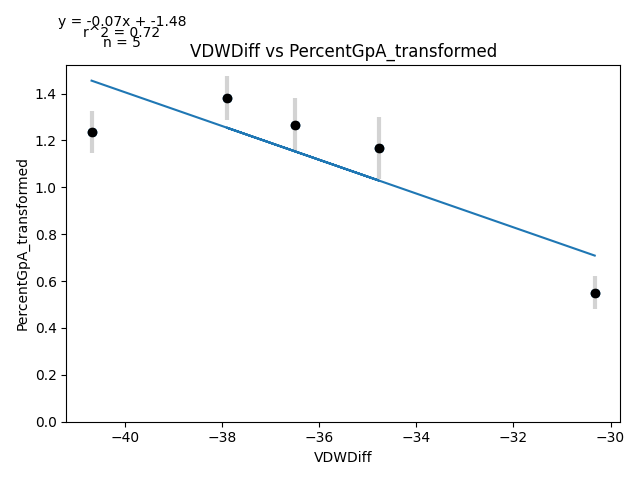 y = -0.07x + -1.48
r^2 = 0.72
n = 5
VDWDiff vs PercentGpA_transformed
PercentGpA_transformed
1.4
1.2
1.0
0.8
0.6
0.4
0.2
0.0
−40
−38
−36
−34
−32
−30
VDWDiff